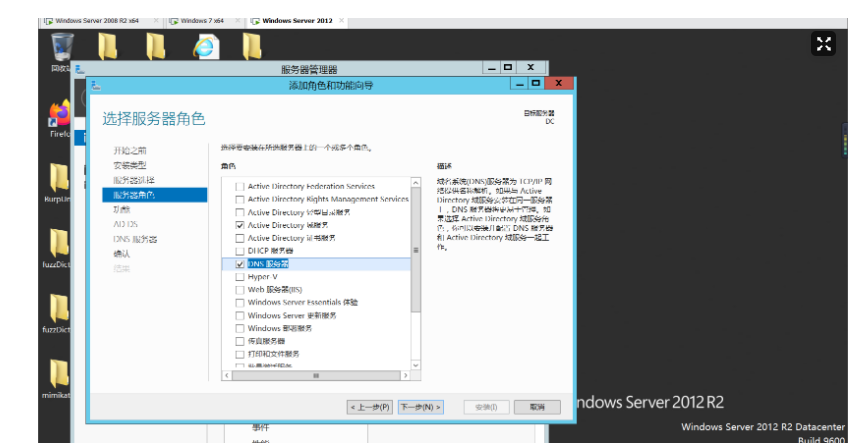 Windows Server 2008 R2 x64
Windows 7 x64
Windows Server 2012
服务器管理器
添加角色和功能向导
选择服务器角色
目标服务器
DC
开始之前
安装类型
服务器选择
服务器角色
功能
AD DS
DNS 服务器
确认
结果
选择要安装在所选服务器上的一个或多个角色。
角色
Active Directory Federation Services
Active Directory Rights Management Services
Active Directory 轻型目录服务
Active Directory 域服务
Active Directory 证书服务
DHCP 服务器
DNS 服务器
Hyper-V
Web 服务器(IIS)
Windows Server Essentials 体验
Windows Server 更新服务
Windows 部署服务
传真服务器
打印和文件服务
描述
域名系统(DNS)服务器为 TCP/IP 网
络提供名称解析。如果与 Active
Directory 域服务安装在同一服务器
上，DNS 服务器将更易于管理。如
果选择 Active Directory 域服务角
色，你可以安装并配置 DNS 服务器
和 Active Directory 域服务一起工
作。
< 上一步(P)
下一步(N) >
安装(I)
取消
回收
Firefo
BurpUn
fuzzDict
fuzzDict
mimikat
事件
ndows Server 2012 R2
Windows Server 2012 R2 Datacenter
Build 9600